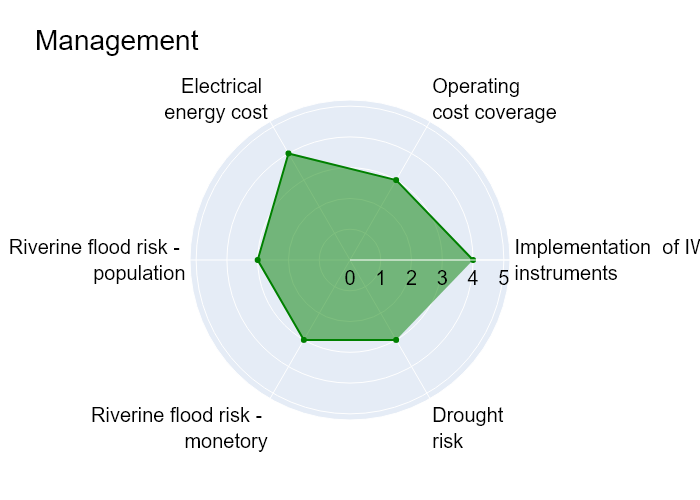 Management
Electrical
energy cost
Operating
cost coverage
Riverine flood risk -
population
Implementation  of
instruments
0 1 2 3 4 5
Riverine flood risk -
monetory
Drought
risk